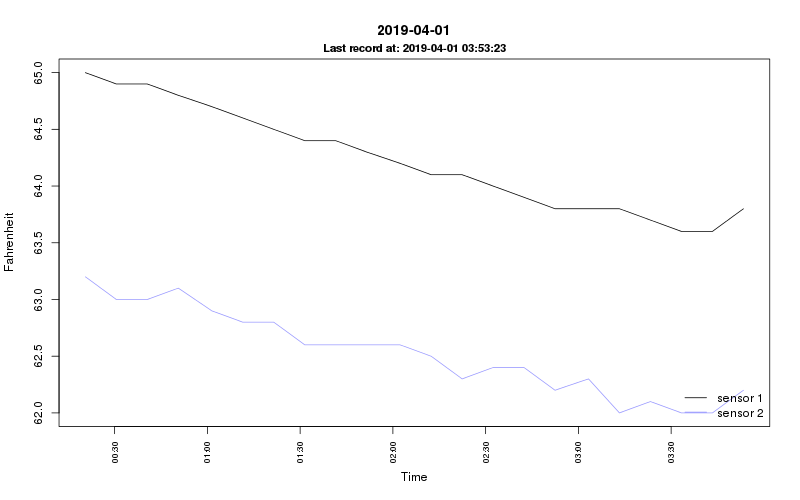 2019-04-01
Last record at: 2019-04-01 03:53:23
Fahrenheit
65.0
64.5
64.0
63.5
63.0
62.5
62.0
sensor 1
sensor 2
00:30 01:00 01:30 02:00 02:30 03:00 03:30
Time